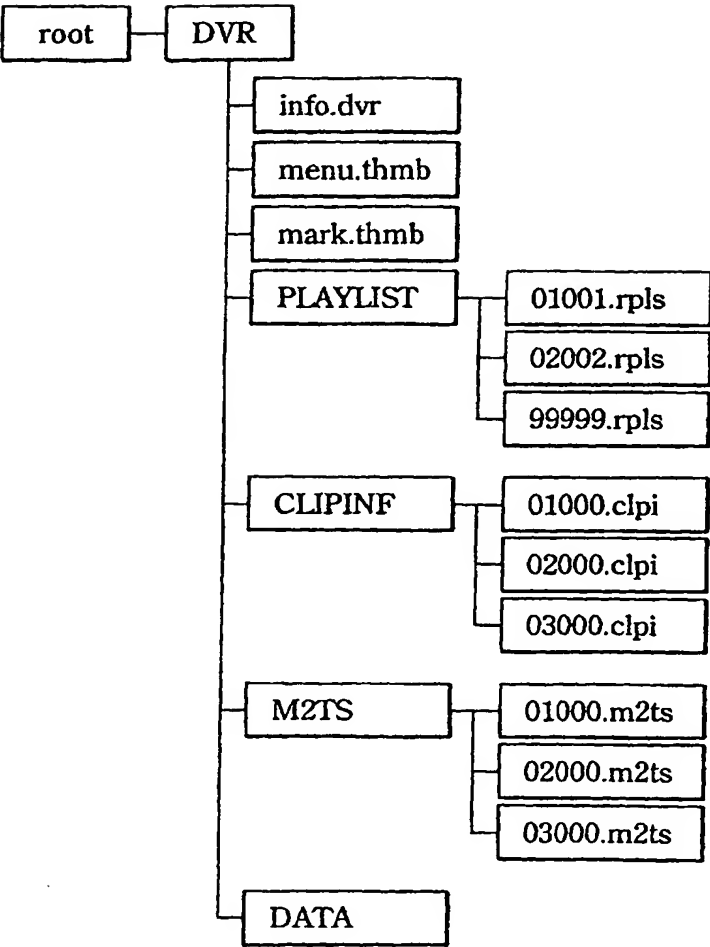 root DVR
info.dvr
menu.thmb
mark.thmb
PLAYLIST 01001.rpls
02002.rpls
99999.rpls
CLIPINF 01000.clpi
02000.clpi
03000.clpi
M2TS 01000.m2ts
02000.m2ts
03000.m2ts
DATA